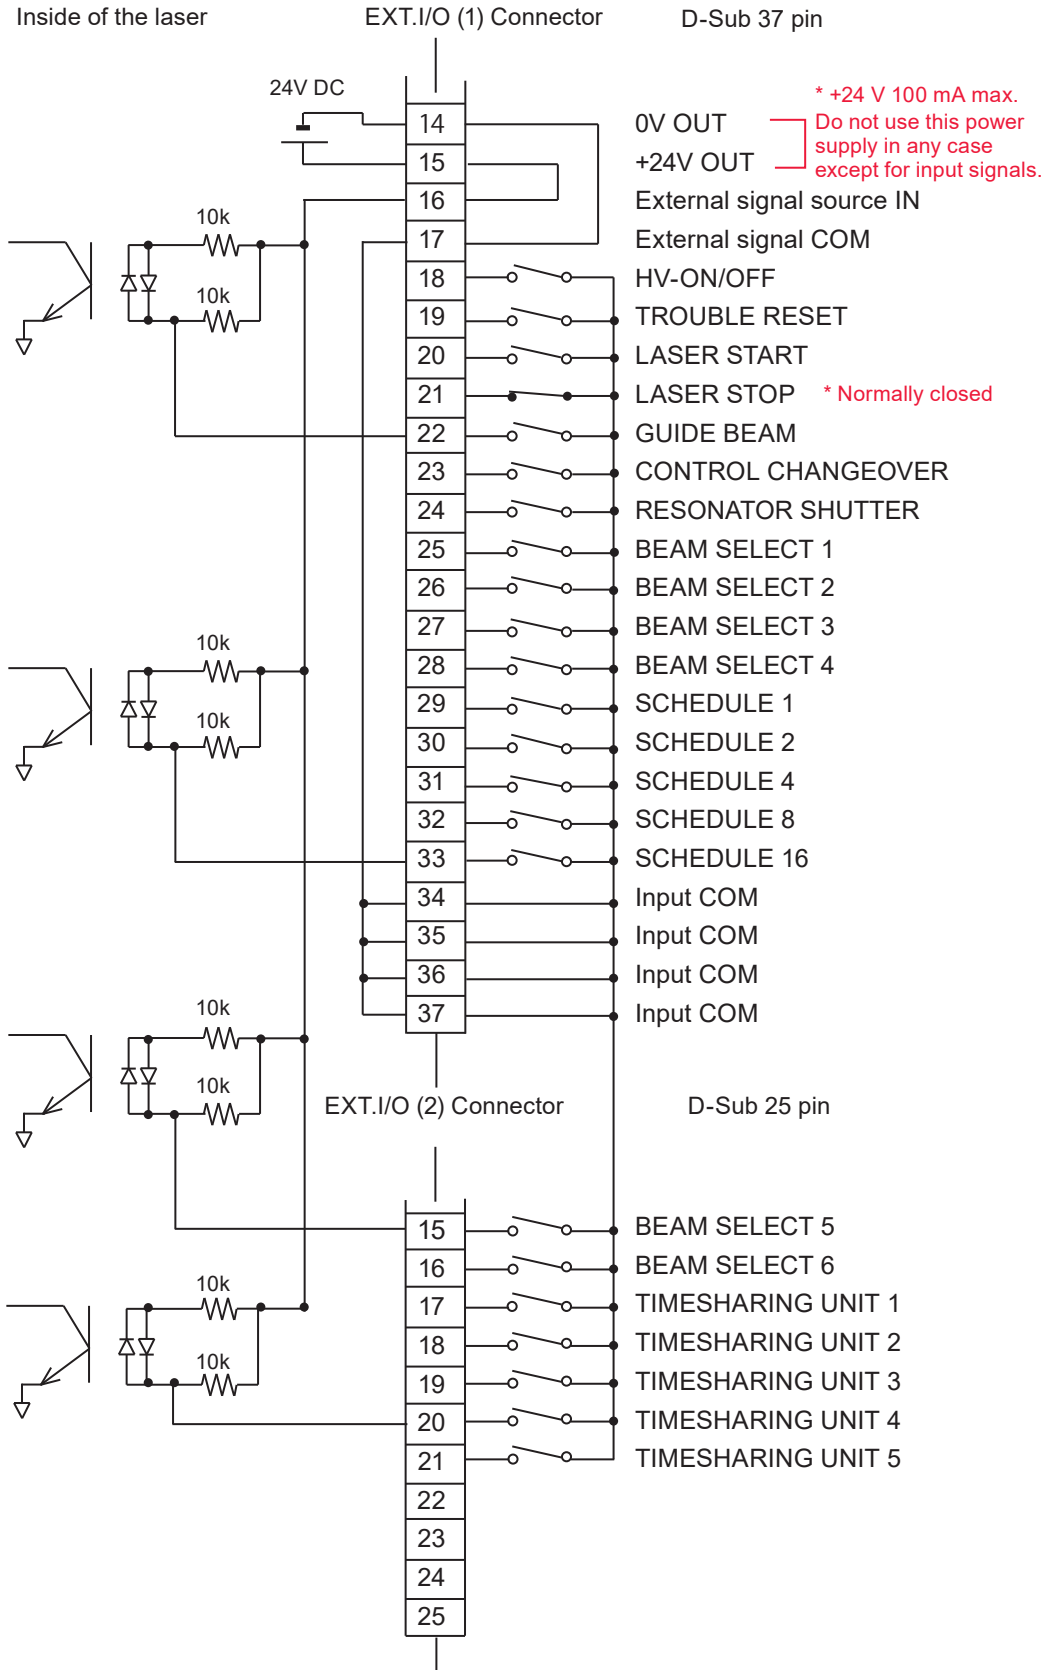 Inside of the laser
EXT.I/O (1) Connector
D-Sub 37 pin
24V DC
* +24 V 100 mA max.
Do not use this power
supply in any case
except for input signals.
14 0V OUT
15 +24V OUT
16 External signal source IN
17 External signal COM
10k
10k
18 HV-ON/OFF
19 TROUBLE RESET
20 LASER START
21 LASER STOP * Normally closed
22 GUIDE BEAM
23 CONTROL CHANGEOVER
24 RESONATOR SHUTTER
25 BEAM SELECT 1
26 BEAM SELECT 2
27 BEAM SELECT 3
28 BEAM SELECT 4
10k
10k
29 SCHEDULE 1
30 SCHEDULE 2
31 SCHEDULE 4
32 SCHEDULE 8
33 SCHEDULE 16
34 Input COM
35 Input COM
36 Input COM
37 Input COM
10k
10k
EXT.I/O (2) Connector
D-Sub 25 pin
15 BEAM SELECT 5
16 BEAM SELECT 6
17 TIMESHARING UNIT 1
18 TIMESHARING UNIT 2
19 TIMESHARING UNIT 3
20 TIMESHARING UNIT 4
21 TIMESHARING UNIT 5
10k
10k
22
23
24
25